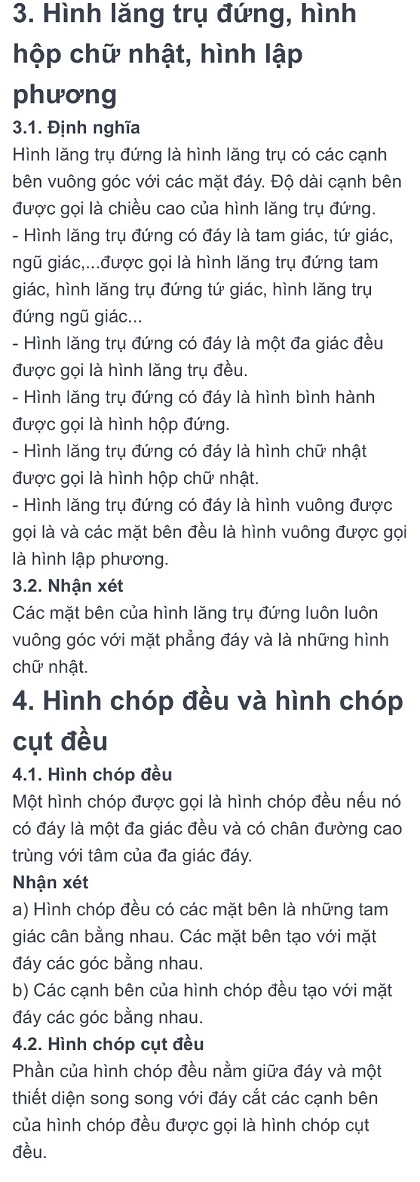 3. Hình lăng trụ đứng, hình
hộp chữ nhật, hình lập
phương
3.1. Định nghĩa
Hình lăng trụ đứng là hình lăng trụ có các cạnh
bên vuông góc với các mặt đáy. Độ dài cạnh bên
được gọi là chiều cao của hình lăng trụ đứng.
- Hình lăng trụ đứng có đáy là tam giác, tứ giác,
ngũ giác,...được gọi là hình lăng trụ đứng tam
giác, hình lăng trụ đứng tứ giác, hình lăng trụ
đứng ngũ giác...
- Hình lăng trụ đứng có đáy là một đa giác đều
được gọi là hình lăng trụ đều.
- Hình lăng trụ đứng có đáy là hình bình hành
được gọi là hình hộp đứng.
- Hình lăng trụ đứng có đáy là hình chữ nhật
được gọi là hình hộp chữ nhật.
- Hình lăng trụ đứng có đáy là hình vuông được
gọi là và các mặt bên đều là hình vuông được gọi
là hình lập phương.
3.2. Nhận xét
Các mặt bên của hình lăng trụ đứng luôn luôn
vuông góc với mặt phẳng đáy và là những hình
chữ nhật.
4. Hình chóp đều và hình chóp
cụt đều
4.1. Hình chóp đều
Một hình chóp được gọi là hình chóp đều nếu nó
có đáy là một đa giác đều và có chân đường cao
trùng với tâm của đa giác đáy.
Nhận xét
a) Hình chóp đều có các mặt bên là những tam
giác cân bằng nhau. Các mặt bên tạo với mặt
đáy các góc bằng nhau.
b) Các cạnh bên của hình chóp đều tạo với mặt
đáy các góc bằng nhau.
4.2. Hình chóp cụt đều
Phần của hình chóp đều nằm giữa đáy và một
thiết diện song song với đáy cắt các cạnh bên
của hình chóp đều được gọi là hình chóp cụt
đều.